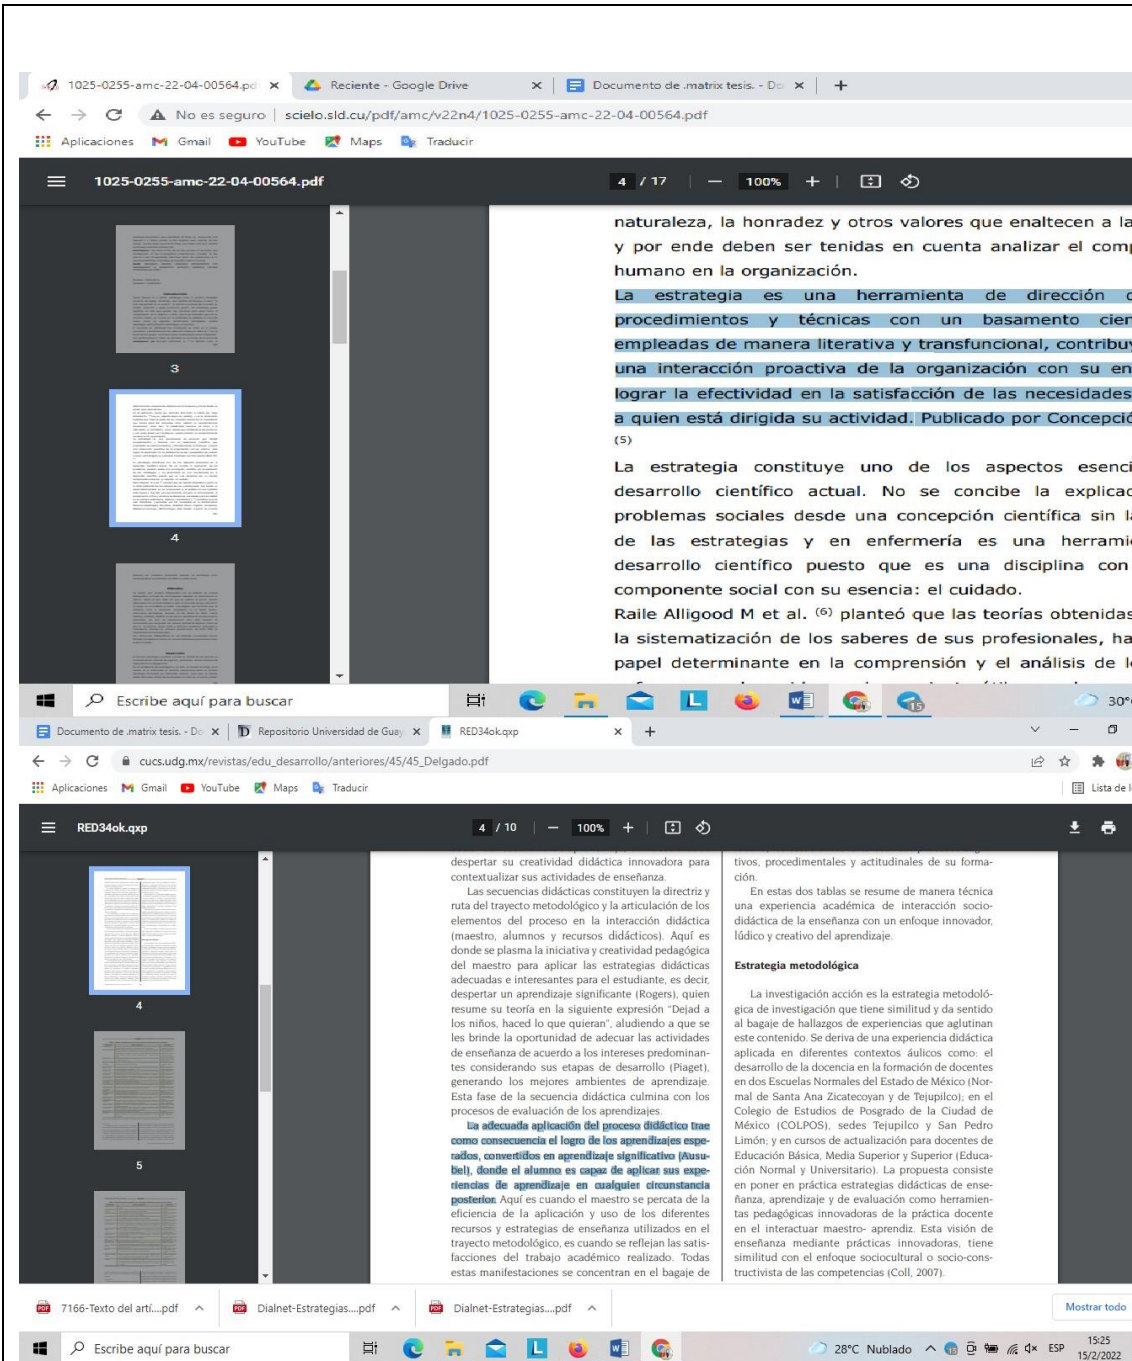 1025-0255-amc-22-04-00564.pd
Reciente - Google Drive
Documento de .matrix tesis. - Do
No es seguro | scielo.sld.cu/pdf/amc/v22n4/1025-0255-amc-22-04-00564.pdf
Aplicaciones Gmail YouTube Maps Traducir
1025-0255-amc-22-04-00564.pdf
4 / 17 | — 100% +
3
4
naturaleza, la honradez y otros valores que enaltecen a la
y por ende deben ser tenidas en cuenta analizar el comp
humano en la organización.
La estrategia es una herramienta de dirección
procedimientos y técnicas con un basamento cien
empleadas de manera literativa y transfuncional, contribuy
una interacción proactiva de la organización con su en
lograr la efectividad en la satisfacción de las necesidades
a quien está dirigida su actividad. Publicado por Concepció
(5)
La estrategia constituye uno de los aspectos esenci
desarrollo científico actual. No se concibe la explicac
problemas sociales desde una concepción científica sin la
de las estrategias y en enfermería es una herrami
desarrollo científico puesto que es una disciplina con
componente social con su esencia: el cuidado.
Raile Alligood M et al. (6) planteó que las teorías obtenidas
la sistematización de los saberes de sus profesionales, ha
papel determinante en la comprensión y el análisis de l
Escribe aquí para buscar
15
30°
Documento de .matrix tesis. - Do
Repositorio Universidad de Guay
RED34ok.qxp
cucs.udg.mx/revistas/edu_desarrollo/anteriores/45/45_Delgado.pdf
Aplicaciones Gmail YouTube Maps Traducir
Lista de l
RED34ok.qxp
4 / 10 | — 100% +
4
5
despertar su creatividad didáctica innovadora para
contextualizar sus actividades de enseñanza.
Las secuencias didácticas constituyen la directriz y
ruta del trayecto metodológico y la articulación de los
elementos del proceso en la interacción didáctica
(maestro, alumnos y recursos didácticos). Aquí es
donde se plasma la iniciativa y creatividad pedagógica
del maestro para aplicar las estrategias didácticas
adecuadas e interesantes para el estudiante, es decir,
despertar un aprendizaje significante (Rogers), quien
resume su teoría en la siguiente expresión "Dejad a
los niños, haced lo que quieran", aludiendo a que se
les brinde la oportunidad de adecuar las actividades
de enseñanza de acuerdo a los intereses predominan-
tes considerando sus etapas de desarrollo (Piaget),
generando los mejores ambientes de aprendizaje.
Esta fase de la secuencia didáctica culmina con los
procesos de evaluación de los aprendizajes.
La adecuada aplicación del proceso didáctico trae
como consecuencia el logro de los aprendizajes espe-
rados, convertidos en aprendizaje significativo (Ausu-
bel), donde el alumno es capaz de aplicar sus expe-
riencias de aprendizaje en cualquier circunstancia
posterior. Aquí es cuando el maestro se percata de la
eficiencia de la aplicación y uso de los diferentes
recursos y estrategias de enseñanza utilizados en el
trayecto metodológico, es cuando se reflejan las satis-
facciones del trabajo académico realizado. Todas
estas manifestaciones se concentran en el bagaje de
tivos, procedimentales y actitudinales de su forma-
ción.
En estas dos tablas se resume de manera técnica
una experiencia académica de interacción socio-
didáctica de la enseñanza con un enfoque innovador,
lúdico y creativo del aprendizaje.
Estrategia metodológica
La investigación acción es la estrategia metodoló-
gica de investigación que tiene similitud y da sentido
al bagaje de hallazgos de experiencias que aglutinan
este contenido. Se deriva de una experiencia didáctica
aplicada en diferentes contextos áulicos como: el
desarrollo de la docencia en la formación de docentes
en dos Escuelas Normales del Estado de México (Nor-
mal de Santa Ana Zicatecoyan y de Tejupilco); en el
Colegio de Estudios de Posgrado de la Ciudad de
México (COLPOS), sedes Tejupilco y San Pedro
Limón; y en cursos de actualización para docentes de
Educación Básica, Media Superior y Superior (Educa-
ción Normal y Universitario). La propuesta consiste
en poner en práctica estrategias didácticas de ense-
ñanza, aprendizaje y de evaluación como herramien-
tas pedagógicas innovadoras de la práctica docente
en el interactuar maestro- aprendiz. Esta visión de
enseñanza mediante prácticas innovadoras, tiene
similitud con el enfoque sociocultural o socio-cons-
tructivista de las competencias (Coll, 2007).
7166-Texto del artí....pdf
Dialnet-Estrategias....pdf
Dialnet-Estrategias....pdf
Mostrar todo
Escribe aquí para buscar
28°C Nublado
ESP
15:25
15/2/2022